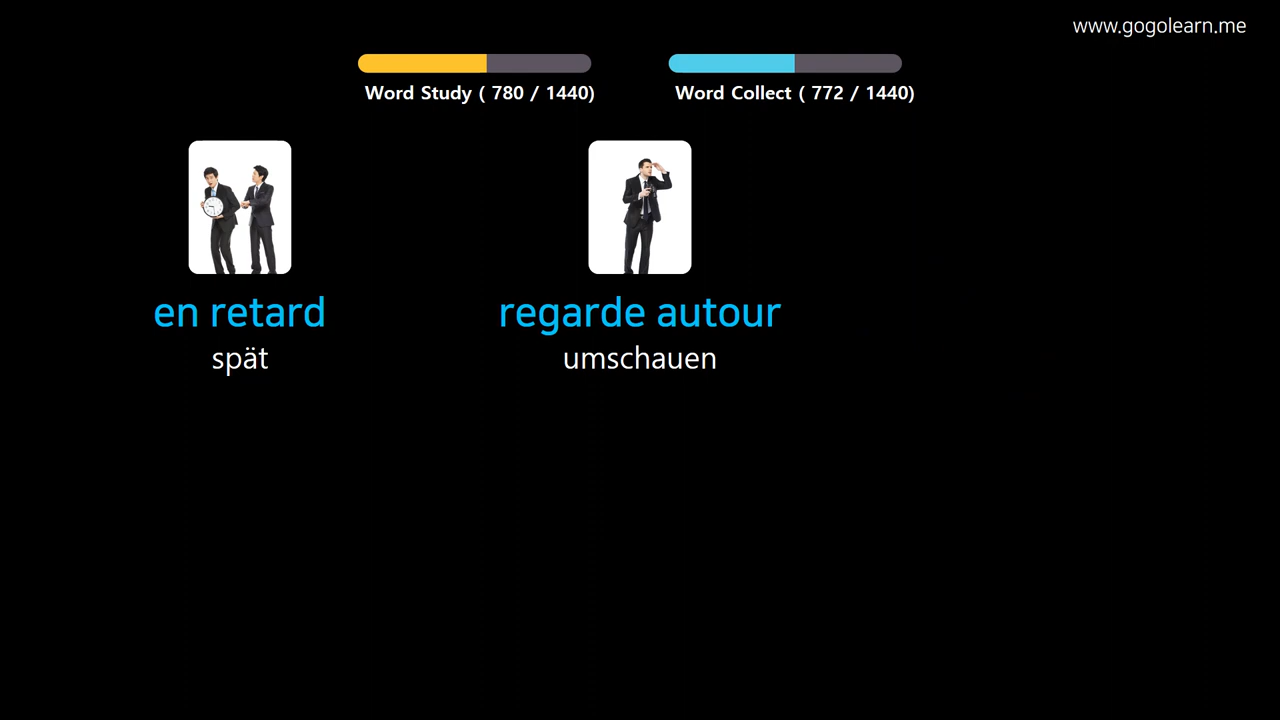 www.gogolearn.me
Word Study ( 780 / 1440)
Word Collect ( 772 / 1440)
en retard
spät
regarde autour
umschauen